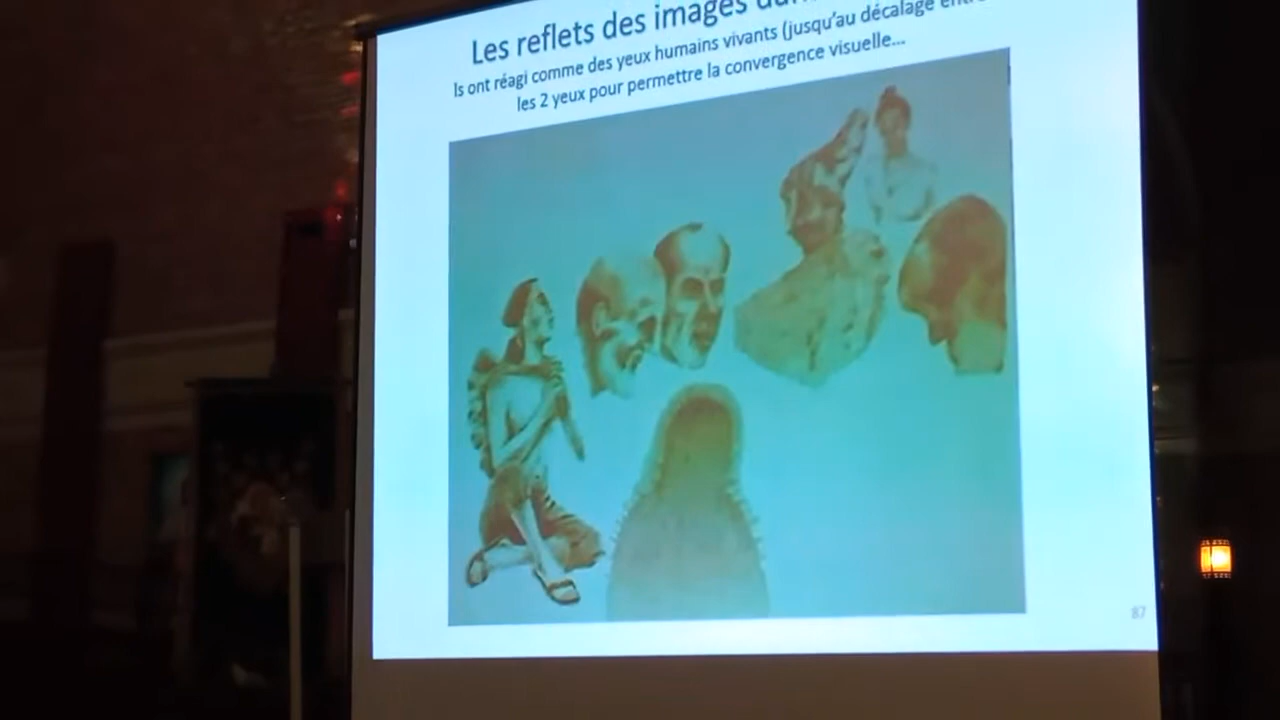 Les reflets des images
Is ont réagi comme des yeux humains vivants (jusqu'au décalage
les 2 yeux pour permettre la convergence visuelle...
87